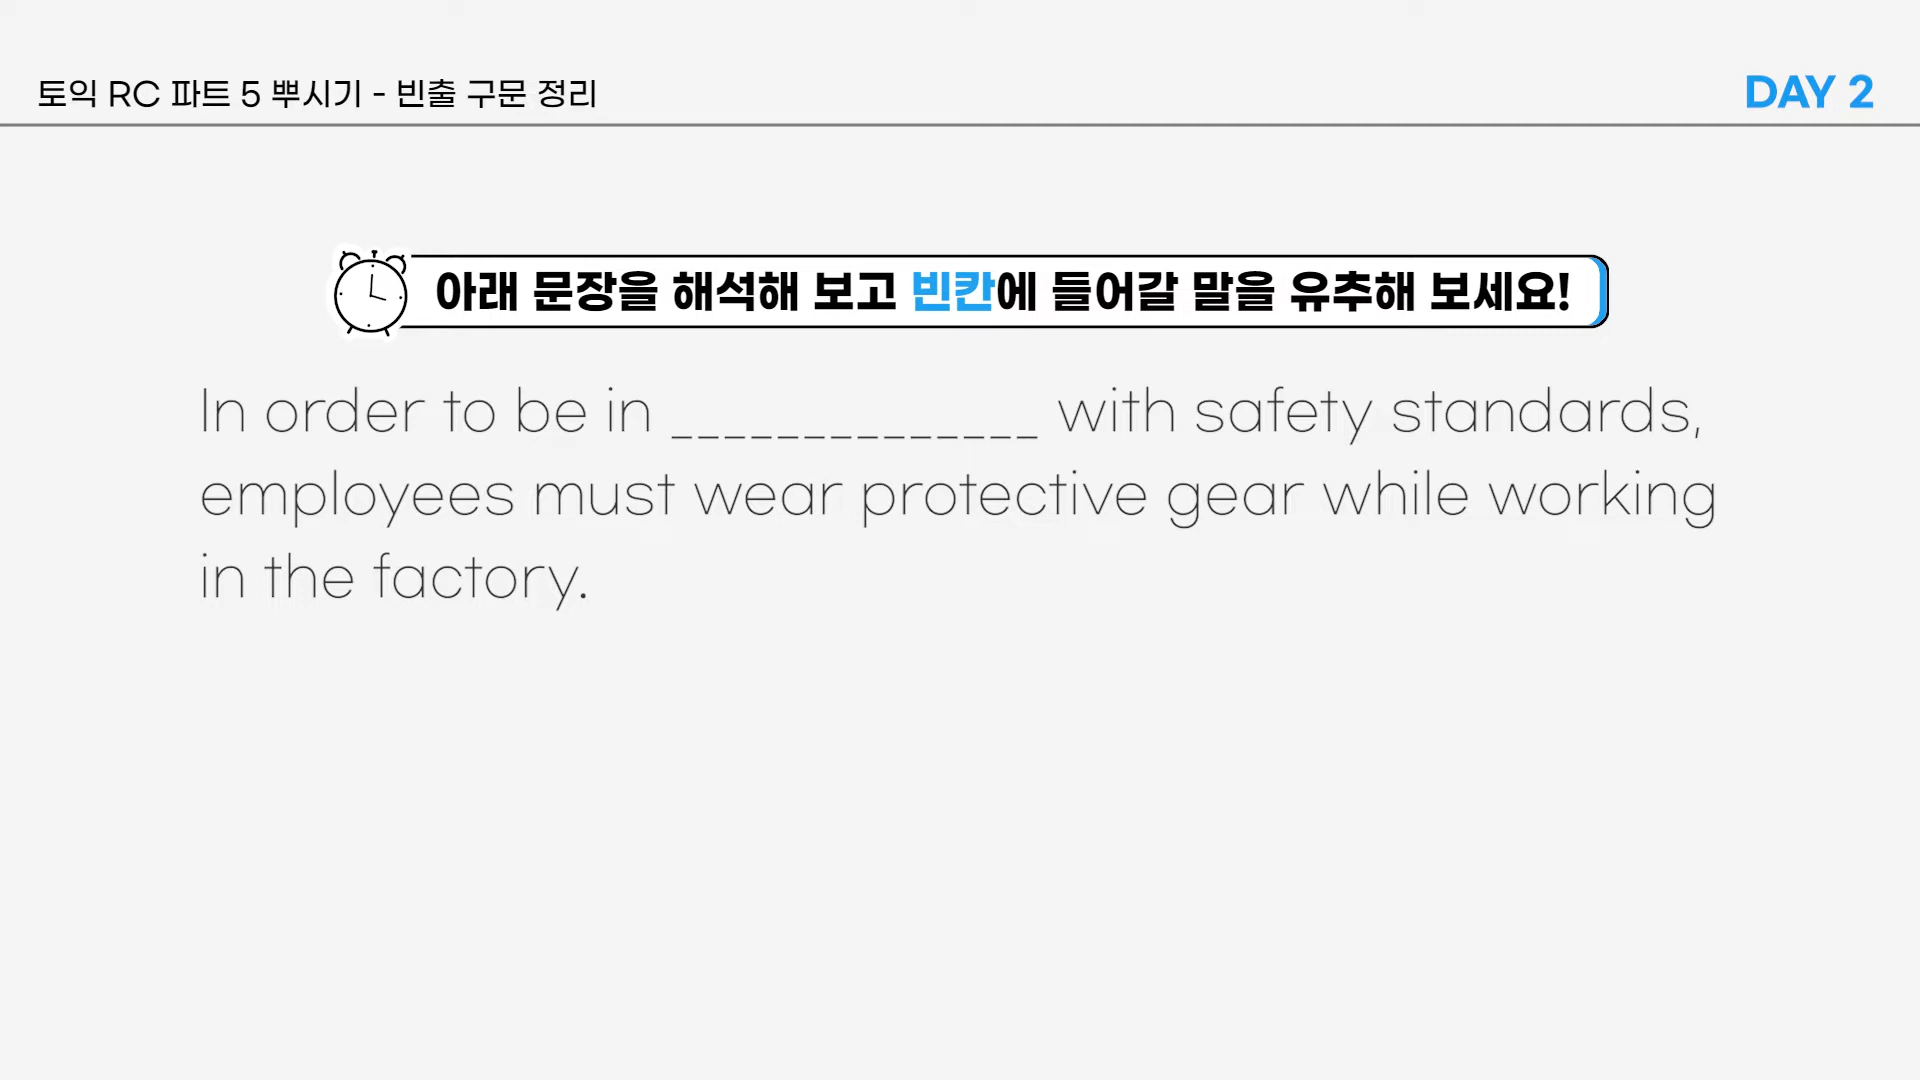 토익 RC 파트 5 뿌시기 - 빈출 구문 정리
DAY 2
아래 문장을 해석해 보고 빈칸에 들어갈 말을 유추해 보세요!
In order to be in ______________ with safety standards,
employees must wear protective gear while working
in the factory.